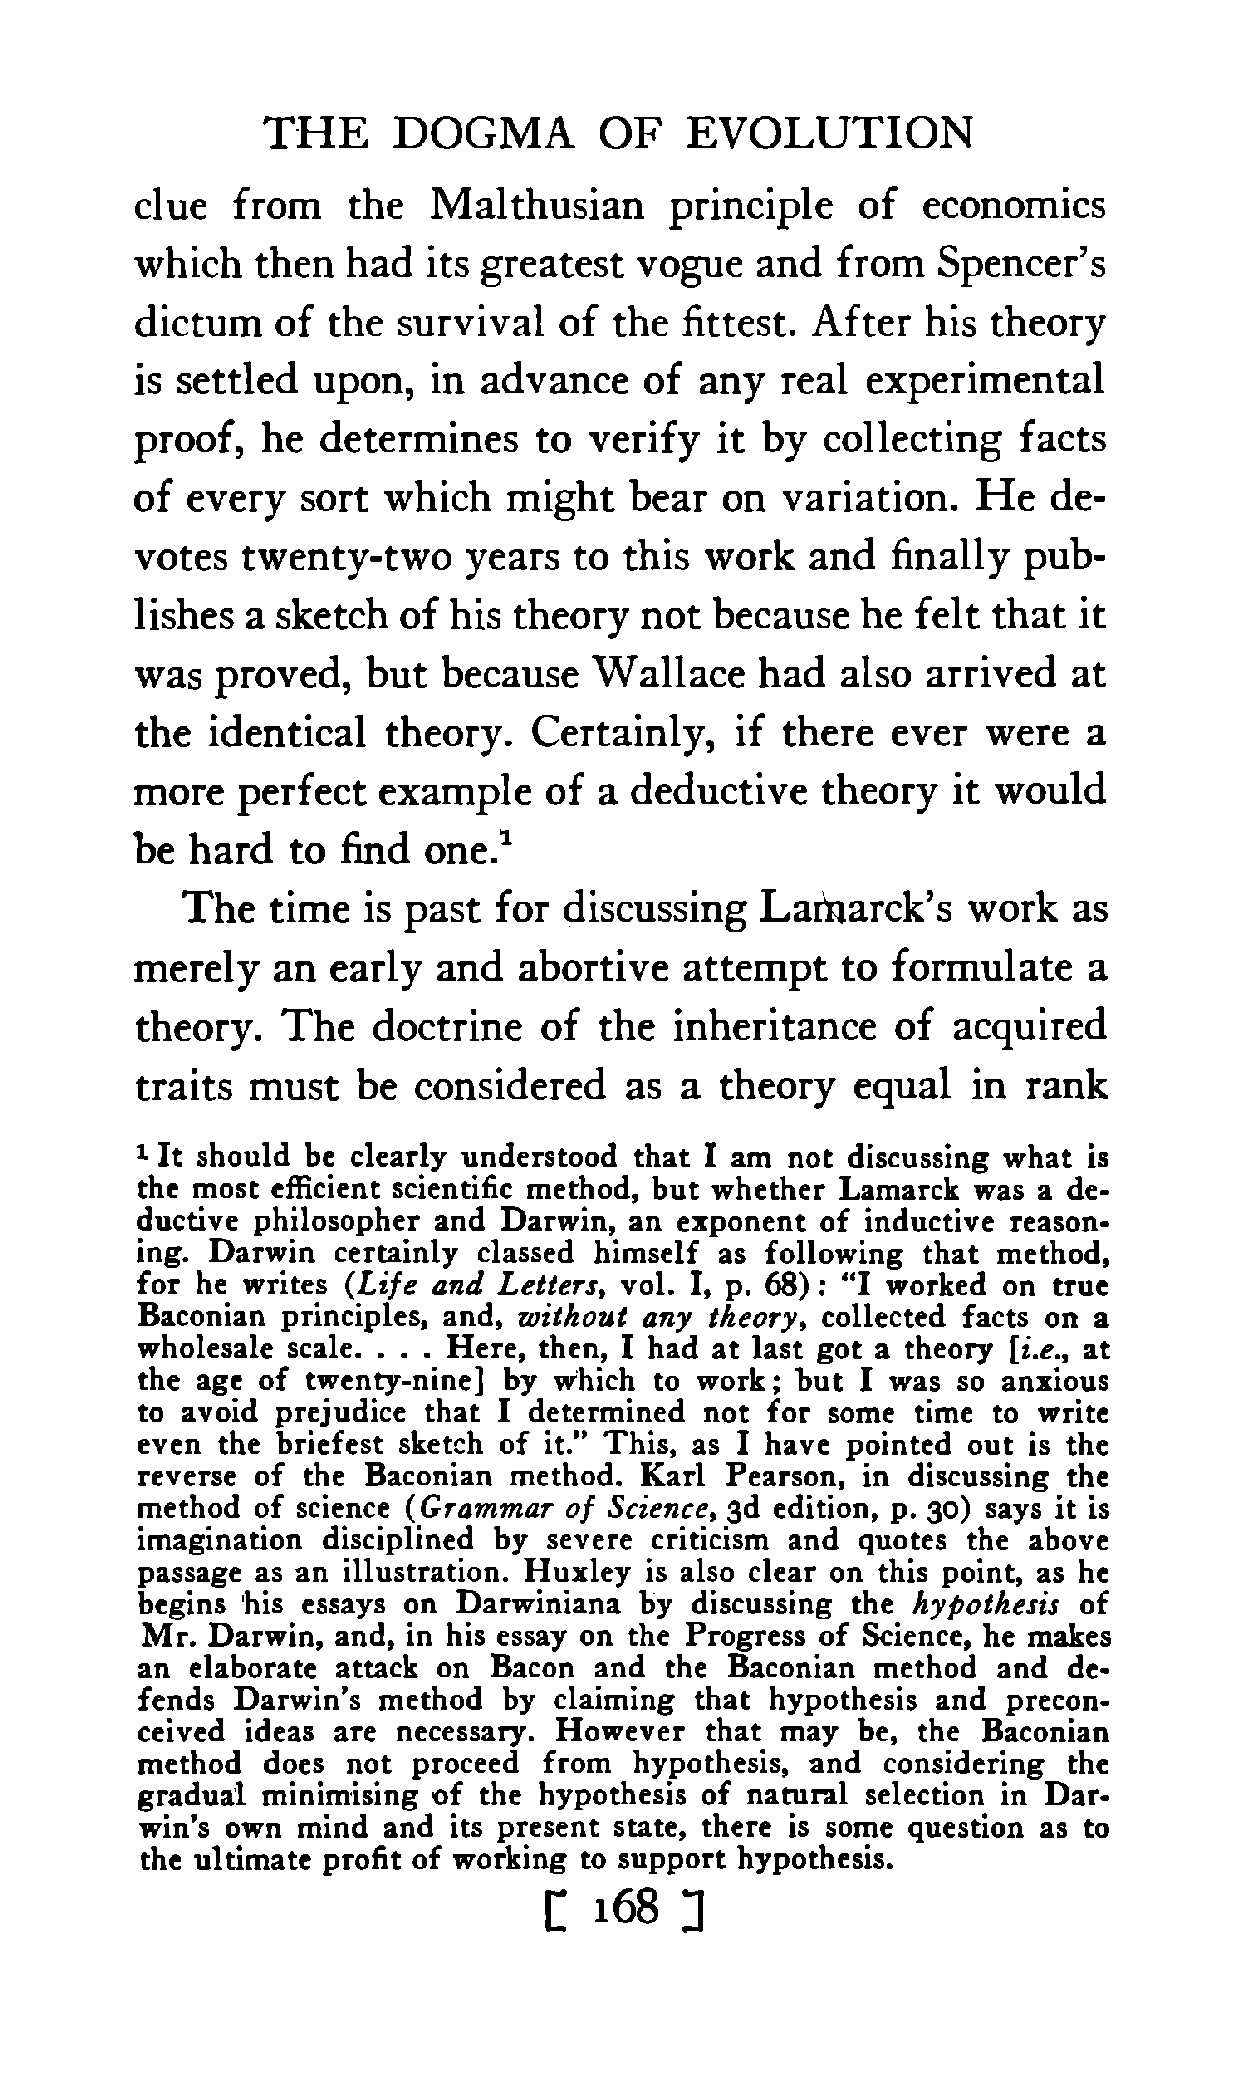 THE DOGMA OF EVOLUTION
clue from the Malthusian principle of economics
which then had its greatest vogue and from Spencer's
dictum of the survival of the fittest. After his theory
is settled upon, in advance of any real experimental
proof, he determines to verify it by collecting facts
of every sort which might bear on variation. He de-
votes twenty-two years to this work and finally pub-
lishes a sketch of his theory not because he felt that it
was proved, but because Wallace had also arrived at
the identical theory. Certainly, if there ever were a
more perfect example of a deductive theory it would
be hard to find one.¹
The time is past for discussing Lamarck's work as
merely an early and abortive attempt to formulate a
theory. The doctrine of the inheritance of acquired
traits must be considered as a theory equal in rank
¹ It should be clearly understood that I am not discussing what is
the most efficient scientific method, but whether Lamarck was a de-
ductive philosopher and Darwin, an exponent of inductive reason-
ing. Darwin certainly classed himself as following that method,
for he writes (Life and Letters, vol. I, p. 68): "I worked on true
Baconian principles, and, without any theory, collected facts on a
wholesale scale. . . . Here, then, I had at last got a theory [i.e., at
the age of twenty-nine] by which to work; but I was so anxious
to avoid prejudice that I determined not for some time to write
even the briefest sketch of it." This, as I have pointed out is the
reverse of the Baconian method. Karl Pearson, in discussing the
method of science (Grammar of Science, 3d edition, p. 30) says it is
imagination disciplined by severe criticism and quotes the above
passage as an illustration. Huxley is also clear on this point, as he
begins his essays on Darwiniana by discussing the hypothesis of
Mr. Darwin, and, in his essay on the Progress of Science, he makes
an elaborate attack on Bacon and the Baconian method and de-
fends Darwin's method by claiming that hypothesis and precon-
ceived ideas are necessary. However that may be, the Baconian
method does not proceed from hypothesis, and considering the
gradual minimising of the hypothesis of natural selection in Dar-
win's own mind and its present state, there is some question as to
the ultimate profit of working to support hypothesis.
[ 168 ]